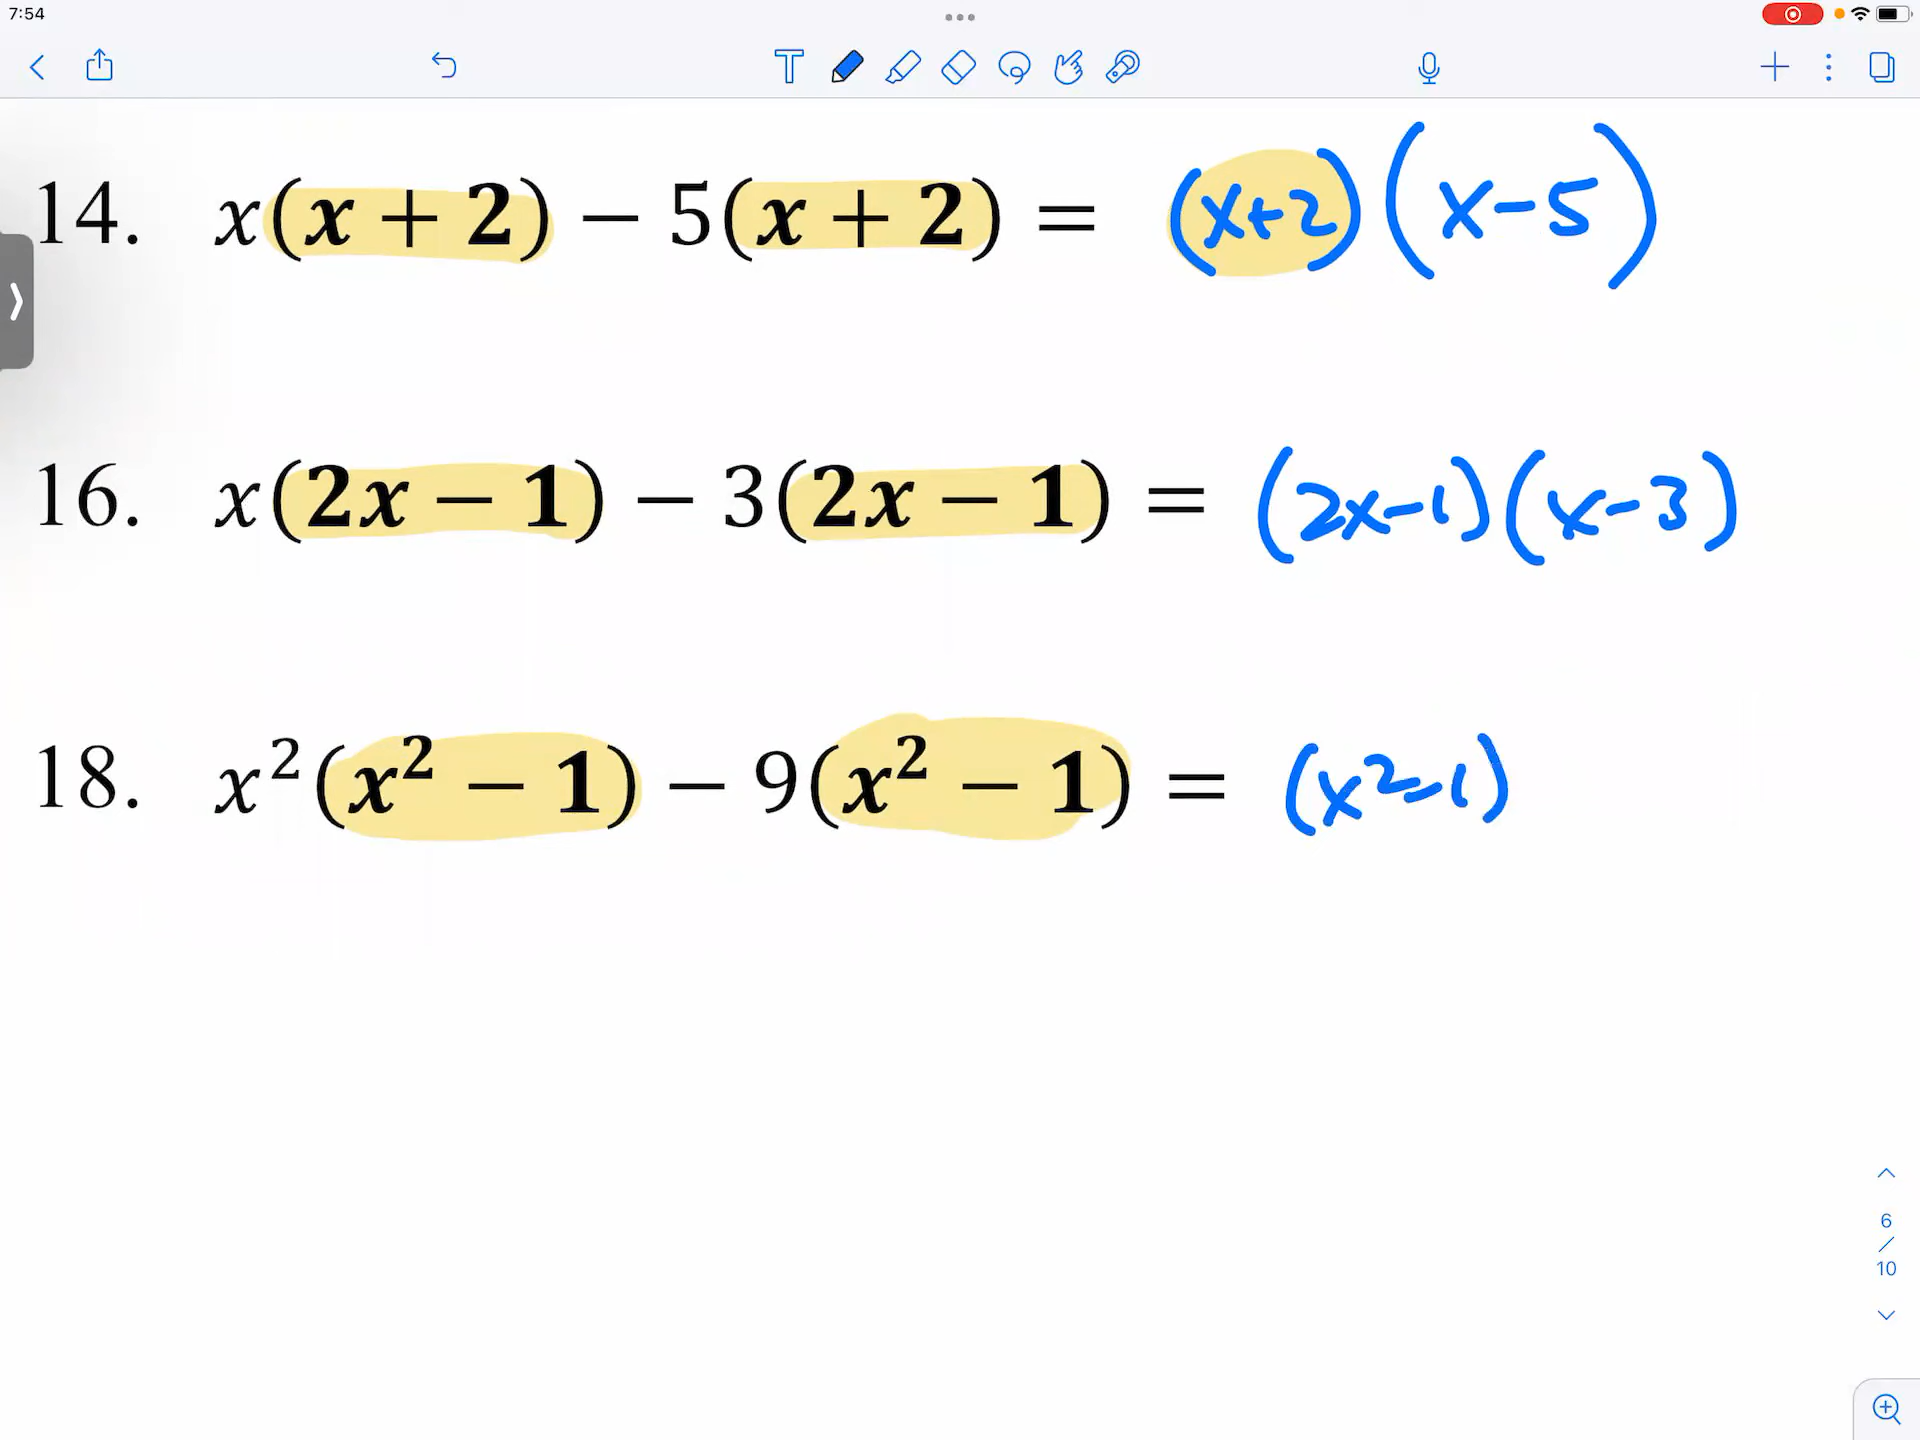 7:54
14. x(x + 2) − 5(x + 2) = (x+2)(x−5)
16. x(2x − 1) − 3(2x − 1) = (2x−1)(x−3)
18. x²(x² − 1) − 9(x² − 1) = (x²−1)
6
/
10